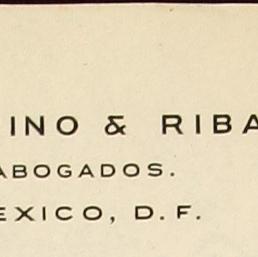 INO & RIBA
ABOGADOS.
EXICO, D. F.